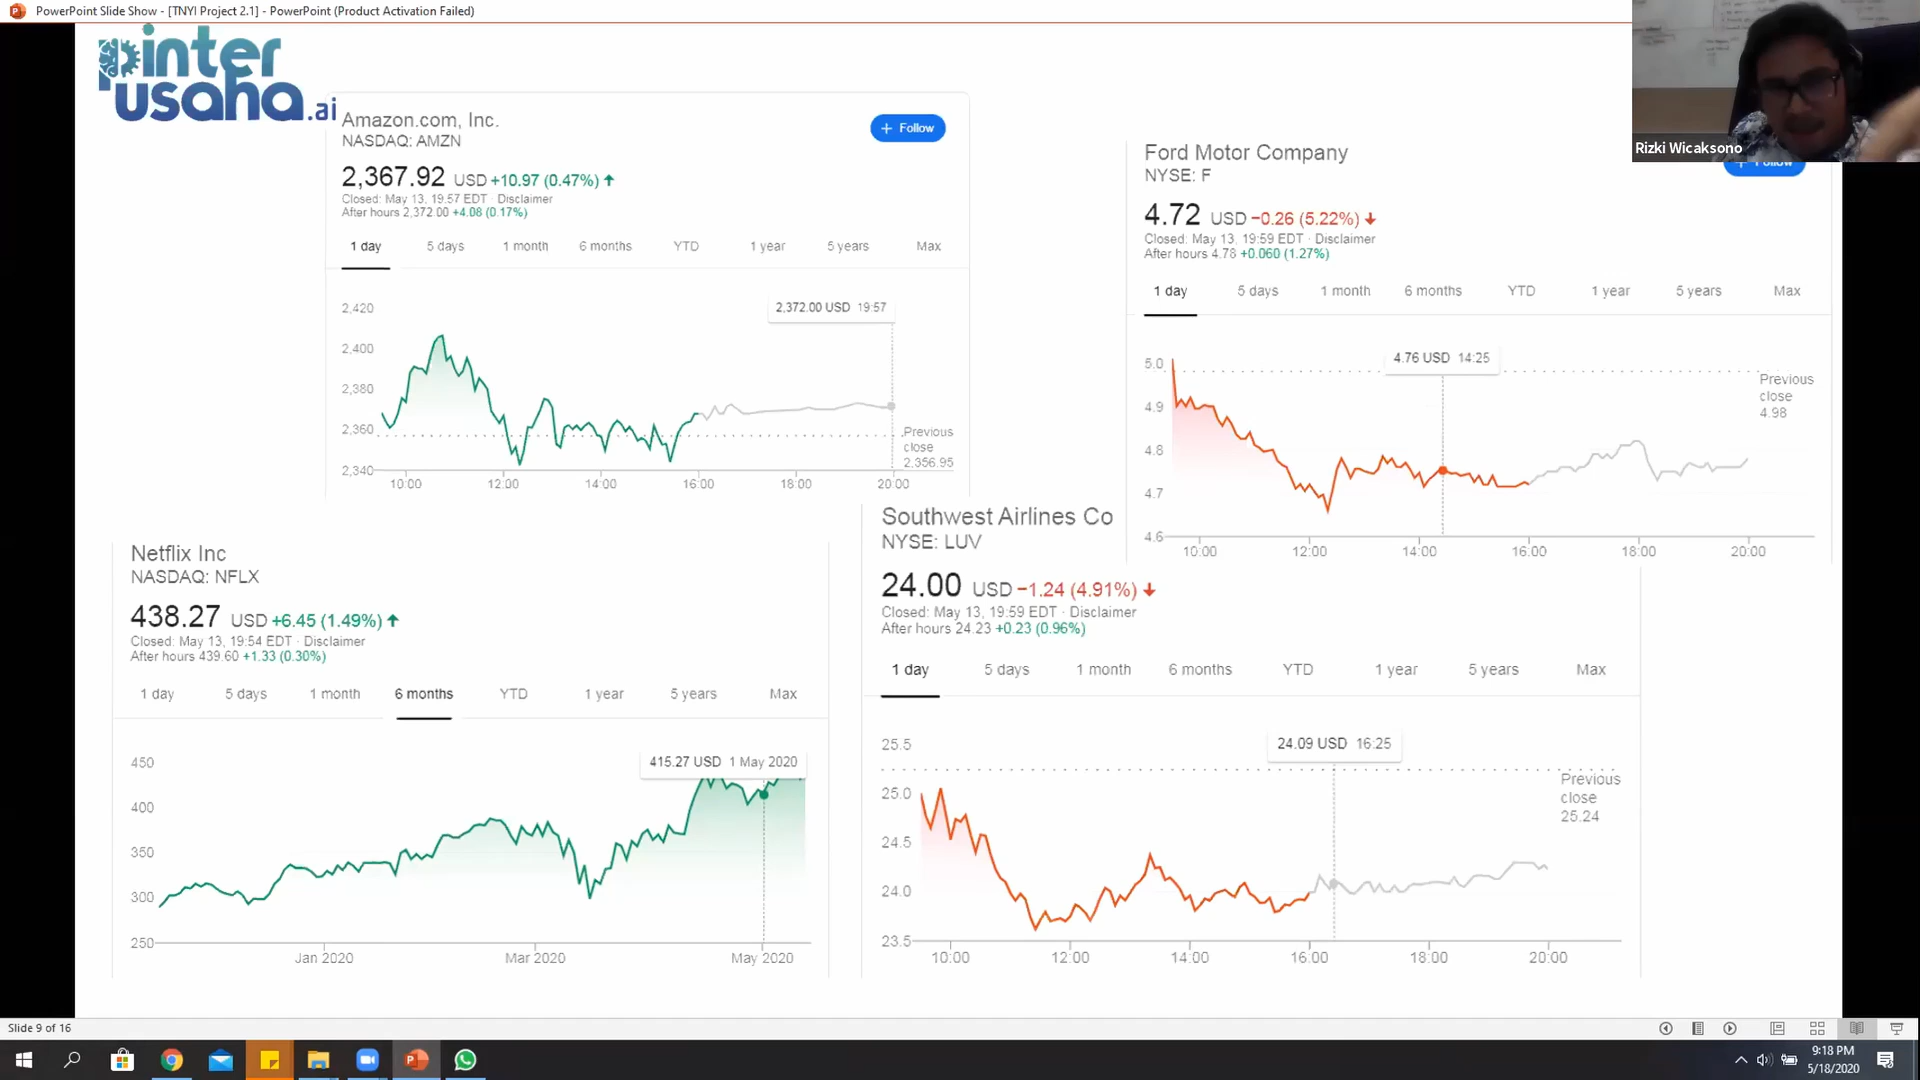 PowerPoint Slide Show - [TNYI Project 2.1] - PowerPoint (Product Activation Failed)
pinter
usaha.ai
Rizki Wicaksono
Amazon.com, Inc.
NASDAQ: AMZN
+ Follow
2,367.92 USD +10.97 (0.47%)
Closed: May 13, 19:57 EDT · Disclaimer
After hours 2,372.00 +4.08 (0.17%)
1 day 5 days 1 month 6 months YTD 1 year 5 years Max
2,372.00 USD 19:57
2,420
2,400
2,380
2,360
2,340
Previous
close
2,356.95
10:00 12:00 14:00 16:00 18:00 20:00
Ford Motor Company
NYSE: F
+ Follow
4.72 USD −0.26 (5.22%)
Closed: May 13, 19:59 EDT · Disclaimer
After hours 4.78 +0.060 (1.27%)
1 day 5 days 1 month 6 months YTD 1 year 5 years Max
4.76 USD 14:25
5.0
4.9
4.8
4.7
4.6
Previous
close
4.98
10:00 12:00 14:00 16:00 18:00 20:00
Netflix Inc
NASDAQ: NFLX
438.27 USD +6.45 (1.49%)
Closed: May 13, 19:54 EDT · Disclaimer
After hours 439.60 +1.33 (0.30%)
1 day 5 days 1 month 6 months YTD 1 year 5 years Max
415.27 USD 1 May 2020
450
400
350
300
250
Jan 2020 Mar 2020 May 2020
Southwest Airlines Co
NYSE: LUV
24.00 USD −1.24 (4.91%)
Closed: May 13, 19:59 EDT · Disclaimer
After hours 24.23 +0.23 (0.96%)
1 day 5 days 1 month 6 months YTD 1 year 5 years Max
24.09 USD 16:25
25.5
25.0
24.5
24.0
23.5
Previous
close
25.24
10:00 12:00 14:00 16:00 18:00 20:00
Slide 9 of 16
9:18 PM
5/18/2020